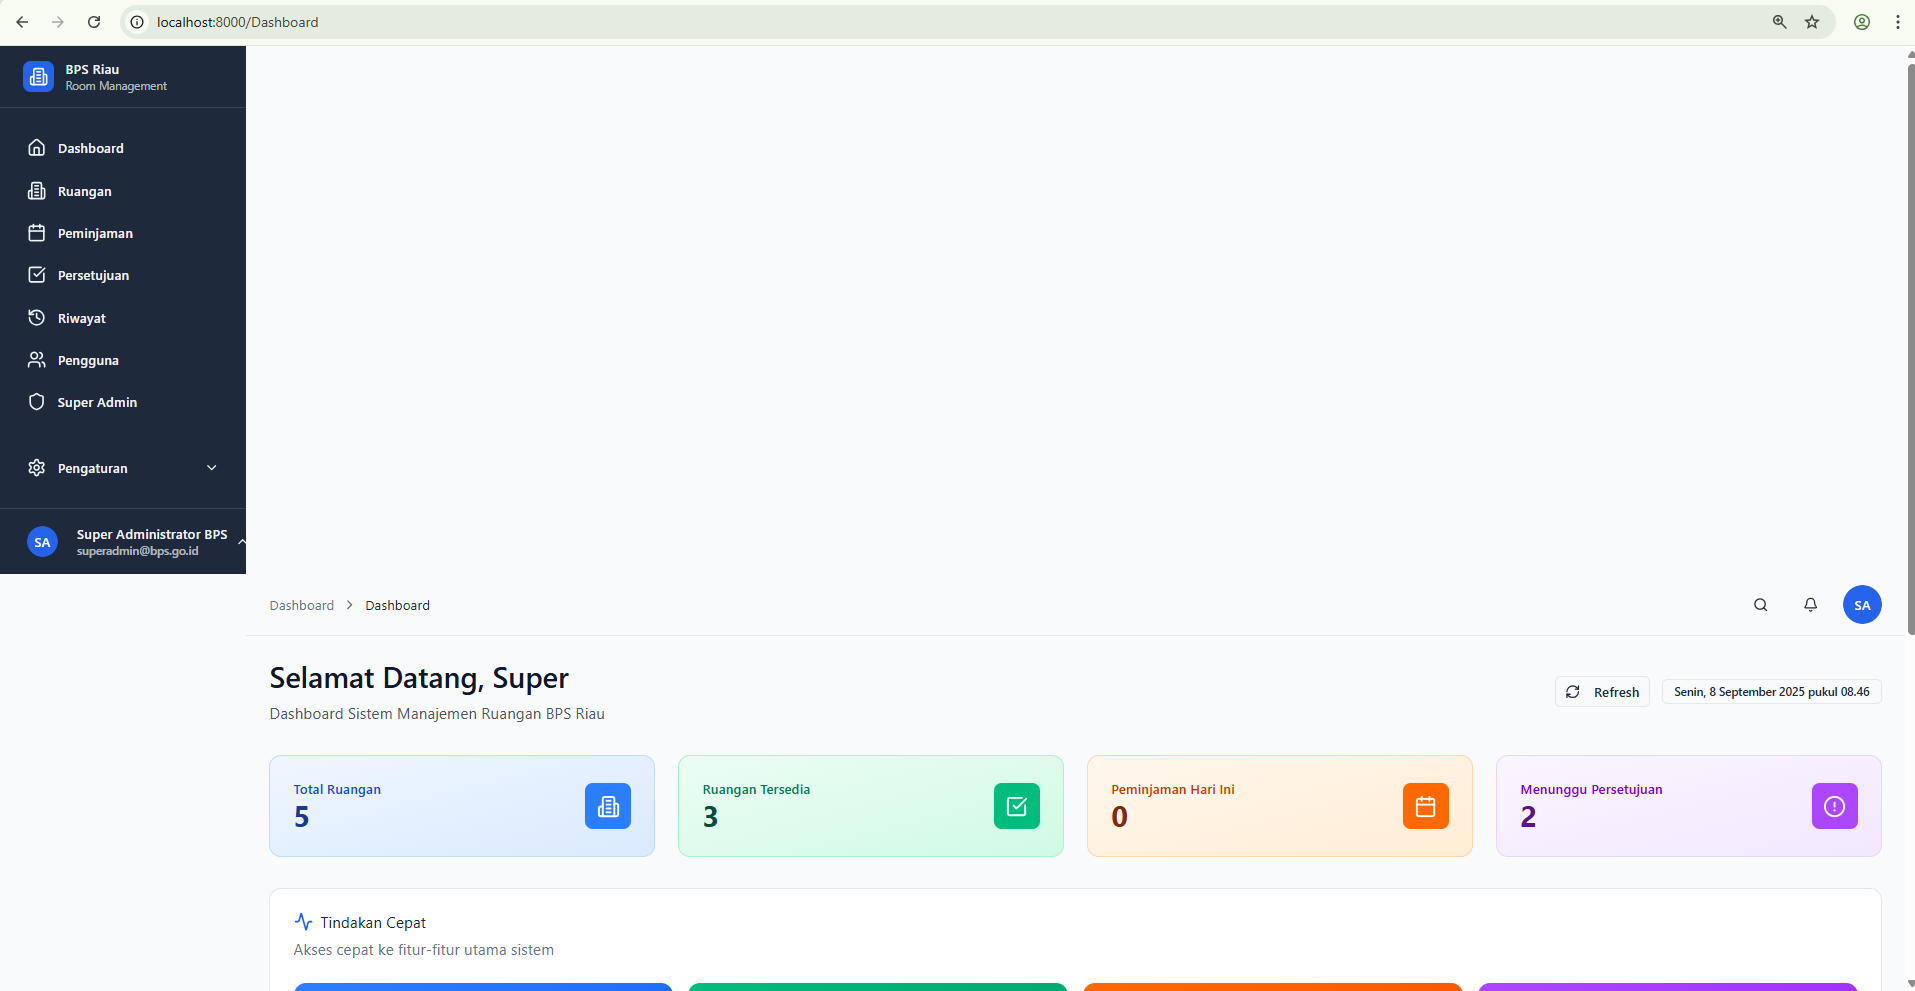 localhost:8000/Dashboard
BPS Riau
Room Management
Dashboard
Ruangan
Peminjaman
Persetujuan
Riwayat
Pengguna
Super Admin
Pengaturan
SA
Super Administrator BPS
superadmin@bps.go.id
Dashboard Dashboard
SA
Selamat Datang, Super
Dashboard Sistem Manajemen Ruangan BPS Riau
Refresh
Senin, 8 September 2025 pukul 08.46
Total Ruangan
5
Ruangan Tersedia
3
Peminjaman Hari Ini
0
Menunggu Persetujuan
2
Tindakan Cepat
Akses cepat ke fitur-fitur utama sistem